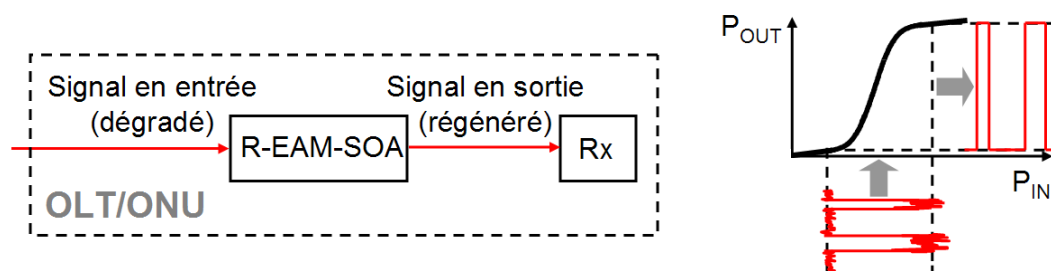 Signal en entrée
(dégradé)
Signal en sortie
(régénéré)
R-EAM-SOA
Rx
OLT/ONU
POUT
PIN